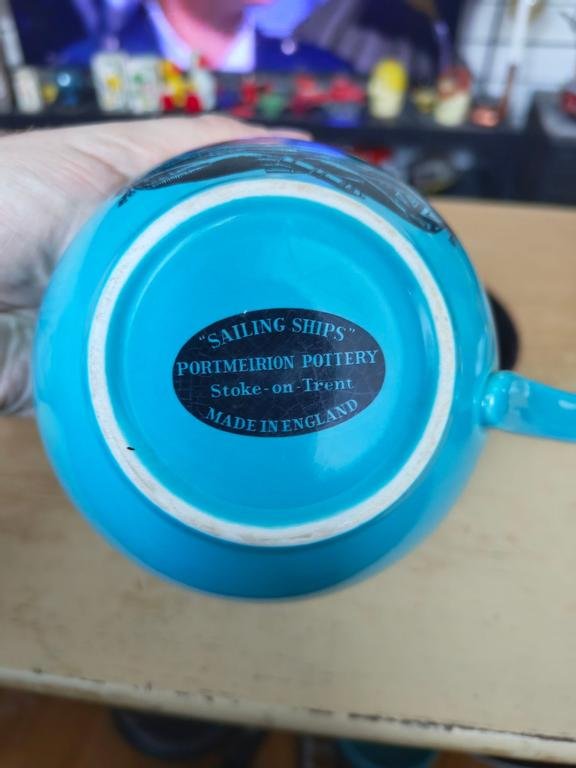 "SAILING SHIPS"
PORTMEIRION POTTERY
Stoke-on-Trent
MADE IN ENGLAND